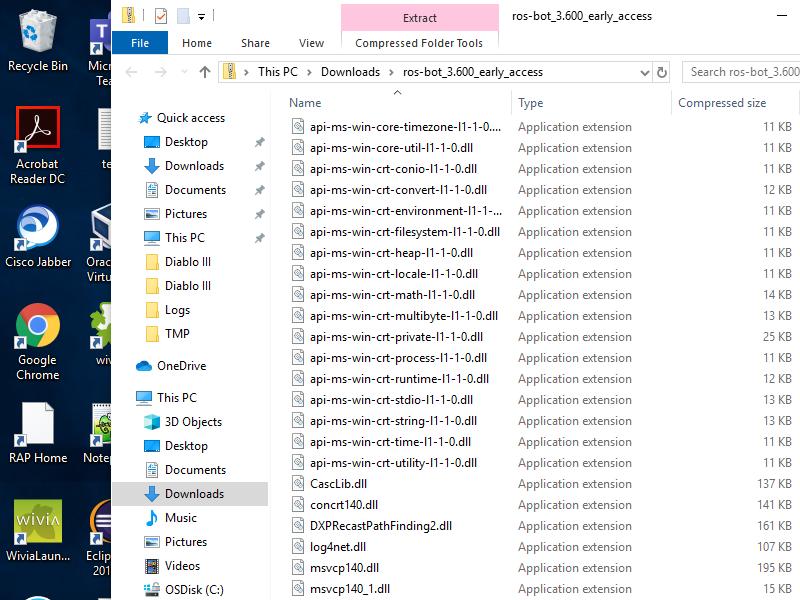 Recycle Bin
Acrobat
Reader DC
Cisco Jabber
Google
Chrome
RAP Home
WIVIA
WiviaLaun...
Micr
Tea
te
Orac
Virtu
wiv
Notep
Eclip
201
Extract
ros-bot_3.600_early_access
File
Home
Share
View
Compressed Folder Tools
This PC > Downloads > ros-bot_3.600_early_access
Search ros-bot_3.600
Name
Type
Compressed size
Quick access
Desktop
Downloads
Documents
Pictures
This PC
Diablo III
Diablo III
Logs
TMP
OneDrive
This PC
3D Objects
Desktop
Documents
Downloads
Music
Pictures
Videos
OSDisk (C:)
api-ms-win-core-timezone-l1-1-0.... Application extension 11 KB
api-ms-win-core-util-l1-1-0.dll Application extension 11 KB
api-ms-win-crt-conio-l1-1-0.dll Application extension 11 KB
api-ms-win-crt-convert-l1-1-0.dll Application extension 12 KB
api-ms-win-crt-environment-l1-1-... Application extension 11 KB
api-ms-win-crt-filesystem-l1-1-0.dll Application extension 11 KB
api-ms-win-crt-heap-l1-1-0.dll Application extension 11 KB
api-ms-win-crt-locale-l1-1-0.dll Application extension 11 KB
api-ms-win-crt-math-l1-1-0.dll Application extension 14 KB
api-ms-win-crt-multibyte-l1-1-0.dll Application extension 13 KB
api-ms-win-crt-private-l1-1-0.dll Application extension 25 KB
api-ms-win-crt-process-l1-1-0.dll Application extension 11 KB
api-ms-win-crt-runtime-l1-1-0.dll Application extension 12 KB
api-ms-win-crt-stdio-l1-1-0.dll Application extension 13 KB
api-ms-win-crt-string-l1-1-0.dll Application extension 13 KB
api-ms-win-crt-time-l1-1-0.dll Application extension 11 KB
api-ms-win-crt-utility-l1-1-0.dll Application extension 11 KB
CascLib.dll Application extension 137 KB
concrt140.dll Application extension 141 KB
DXPRecastPathFinding2.dll Application extension 161 KB
log4net.dll Application extension 107 KB
msvcp140.dll Application extension 195 KB
msvcp140_1.dll Application extension 15 KB